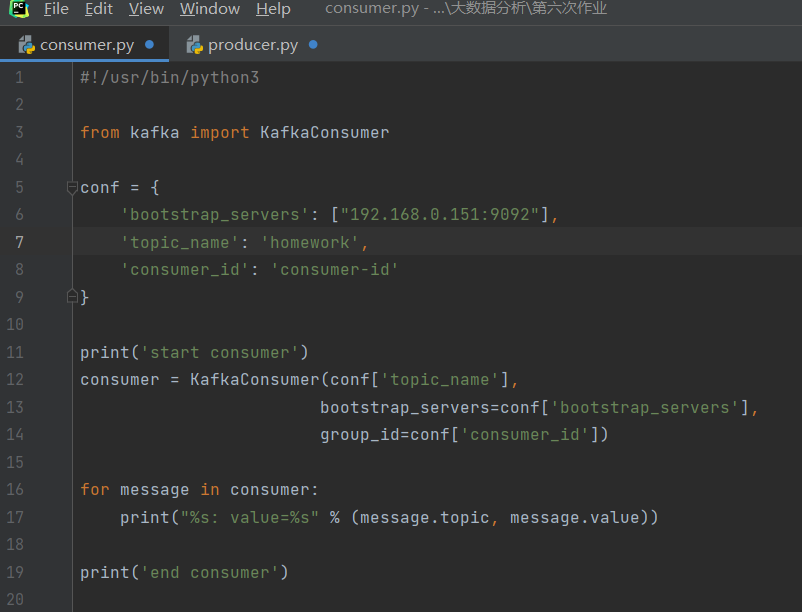 PC File Edit View Window Help consumer.py - ...\大数据分析\第六次作业
consumer.py producer.py
1 #!/usr/bin/python3
2
3 from kafka import KafkaConsumer
4
5 conf = {
6     'bootstrap_servers': ["192.168.0.151:9092"],
7     'topic_name': 'homework',
8     'consumer_id': 'consumer-id'
9 }
10
11 print('start consumer')
12 consumer = KafkaConsumer(conf['topic_name'],
13                         bootstrap_servers=conf['bootstrap_servers'],
14                         group_id=conf['consumer_id'])
15
16 for message in consumer:
17     print("%s: value=%s" % (message.topic, message.value))
18
19 print('end consumer')
20